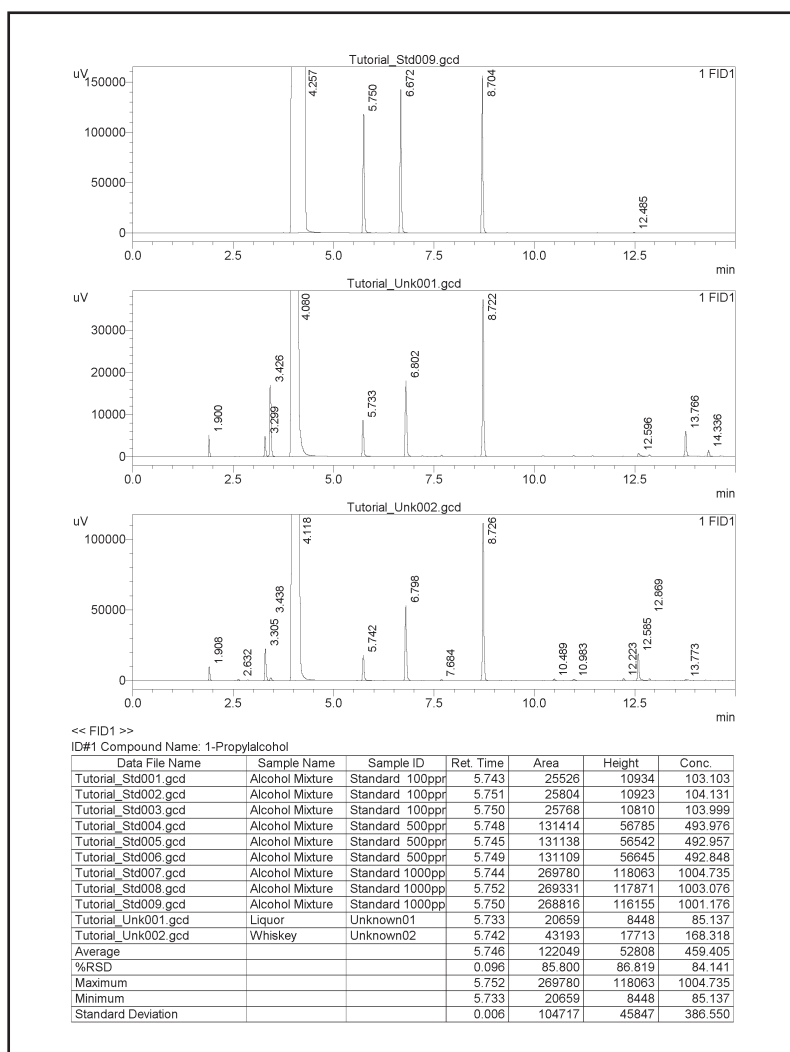 Tutorial_Std009.gcd
uV
1 FID1
150000
100000
50000
0
4.257
5.750
6.672
8.704
12.485
0.0 2.5 5.0 7.5 10.0 12.5
min
Tutorial_Unk001.gcd
uV
1 FID1
30000
20000
10000
0
1.900
3.299
3.426
4.080
5.733
6.802
8.722
12.596
13.766
14.336
0.0 2.5 5.0 7.5 10.0 12.5
min
Tutorial_Unk002.gcd
uV
1 FID1
100000
50000
0
1.908
2.632
3.305
3.438
4.118
5.742
6.798
7.684
8.726
10.489
10.983
12.223
12.585
12.869
13.773
0.0 2.5 5.0 7.5 10.0 12.5
min
<< FID1 >>
ID#1 Compound Name: 1-Propylalcohol
Data File Name Sample Name Sample ID Ret. Time Area Height Conc.
Tutorial_Std001.gcd Alcohol Mixture Standard 100ppr 5.743 25526 10934 103.103
Tutorial_Std002.gcd Alcohol Mixture Standard 100ppr 5.751 25804 10923 104.131
Tutorial_Std003.gcd Alcohol Mixture Standard 100ppr 5.750 25768 10810 103.999
Tutorial_Std004.gcd Alcohol Mixture Standard 500ppr 5.748 131414 56785 493.976
Tutorial_Std005.gcd Alcohol Mixture Standard 500ppr 5.745 131138 56542 492.957
Tutorial_Std006.gcd Alcohol Mixture Standard 500ppr 5.749 131109 56645 492.848
Tutorial_Std007.gcd Alcohol Mixture Standard 1000pp 5.744 269780 118063 1004.735
Tutorial_Std008.gcd Alcohol Mixture Standard 1000pp 5.752 269331 117871 1003.076
Tutorial_Std009.gcd Alcohol Mixture Standard 1000pp 5.750 268816 116155 1001.176
Tutorial_Unk001.gcd Liquor Unknown01 5.733 20659 8448 85.137
Tutorial_Unk002.gcd Whiskey Unknown02 5.742 43193 17713 168.318
Average 5.746 122049 52808 459.405
%RSD 0.096 85.800 86.819 84.141
Maximum 5.752 269780 118063 1004.735
Minimum 5.733 20659 8448 85.137
Standard Deviation 0.006 104717 45847 386.550